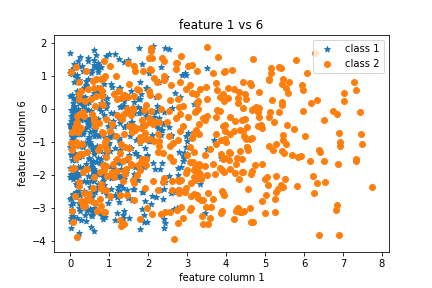 feature 1 vs 6
class 1
class 2
2
1
0
−1
−2
−3
−4
feature column 6
0 1 2 3 4 5 6 7 8
feature column 1